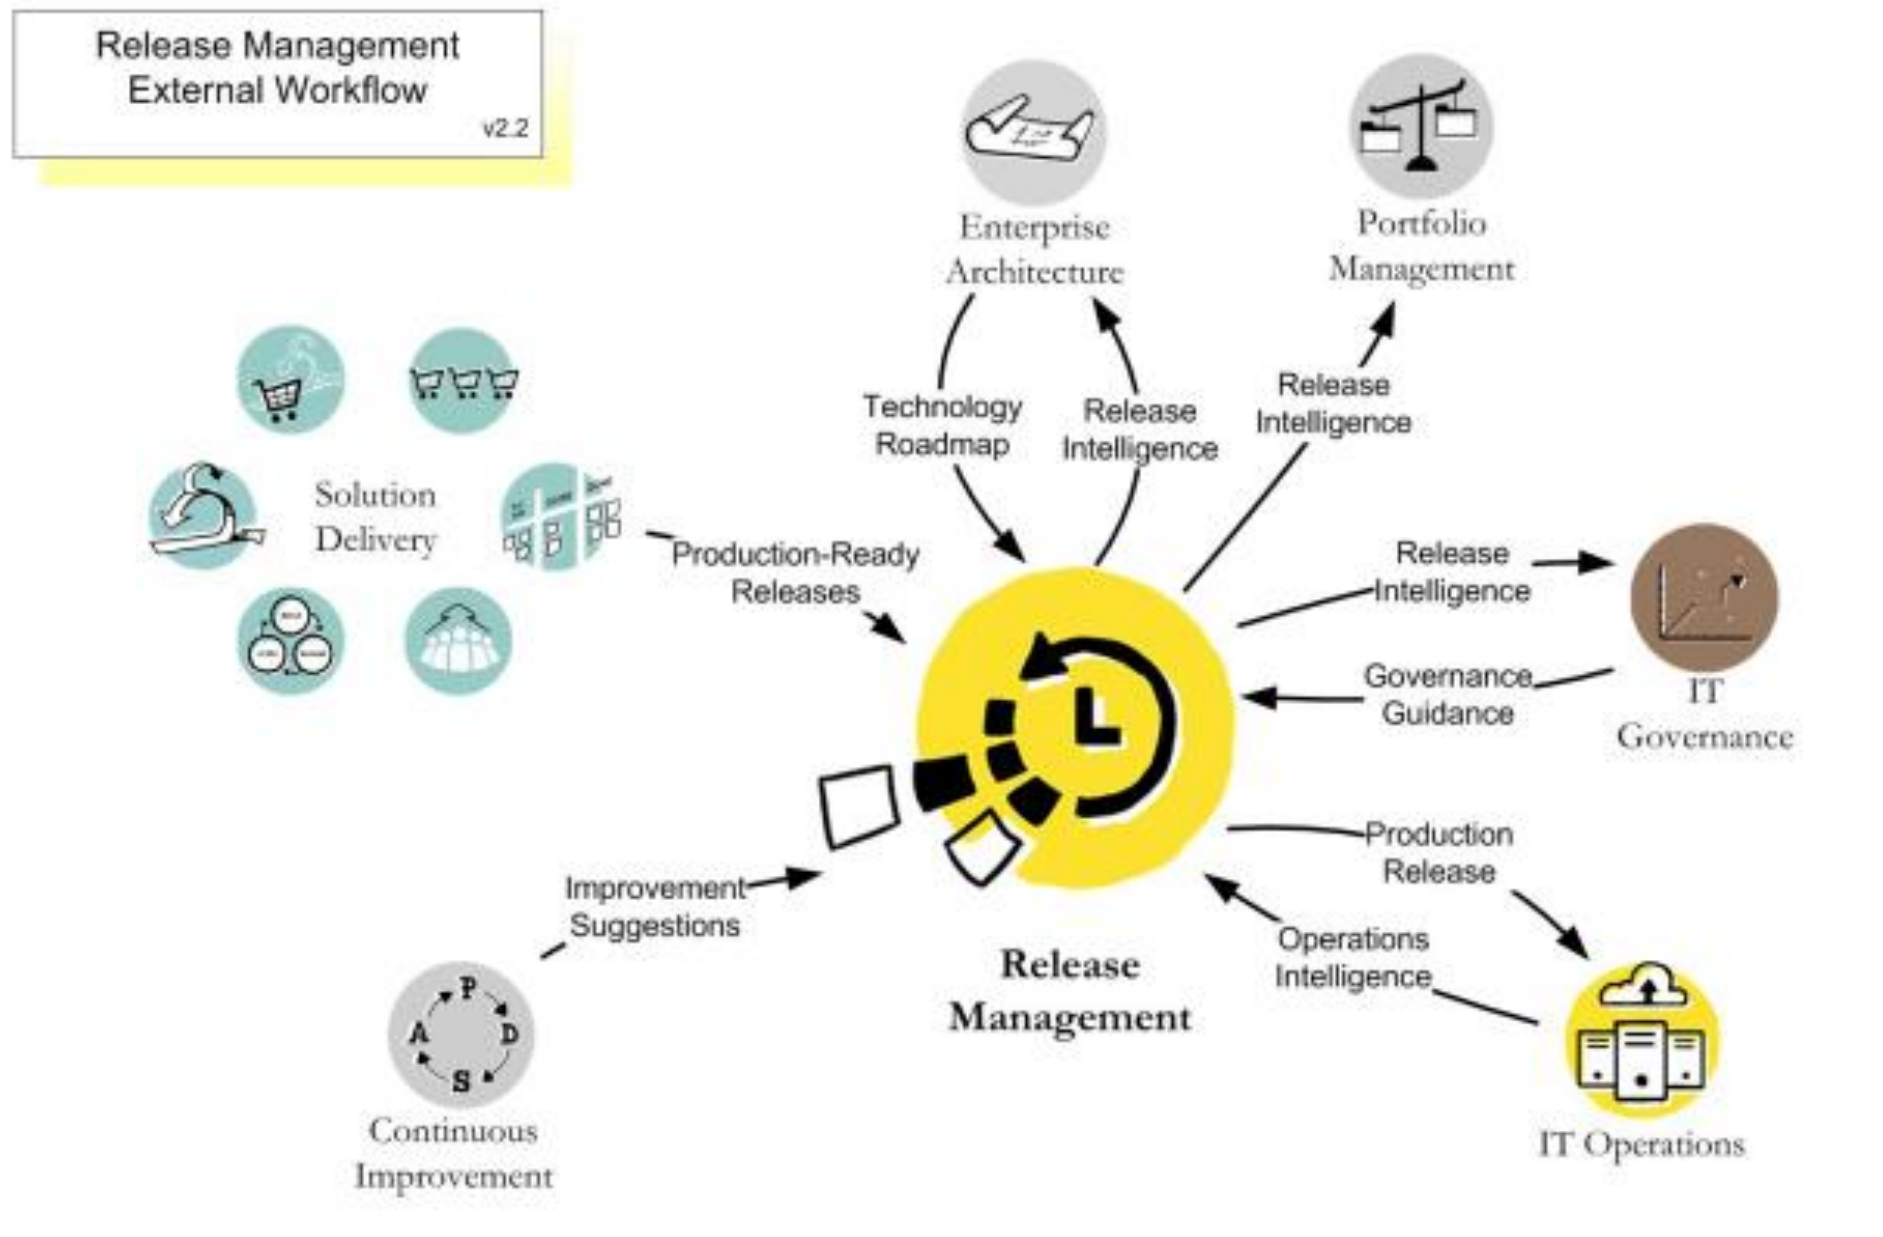 Release Management
External Workflow
v2.2
Enterprise
Architecture
Portfolio
Management
Technology
Roadmap
Release
Intelligence
Release
Intelligence
Solution
Delivery
Production-Ready
Releases
Release
Intelligence
Governance
Guidance
IT
Governance
Improvement
Suggestions
Production
Release
Operations
Intelligence
Release
Management
P
A D
S
Continuous
Improvement
IT Operations